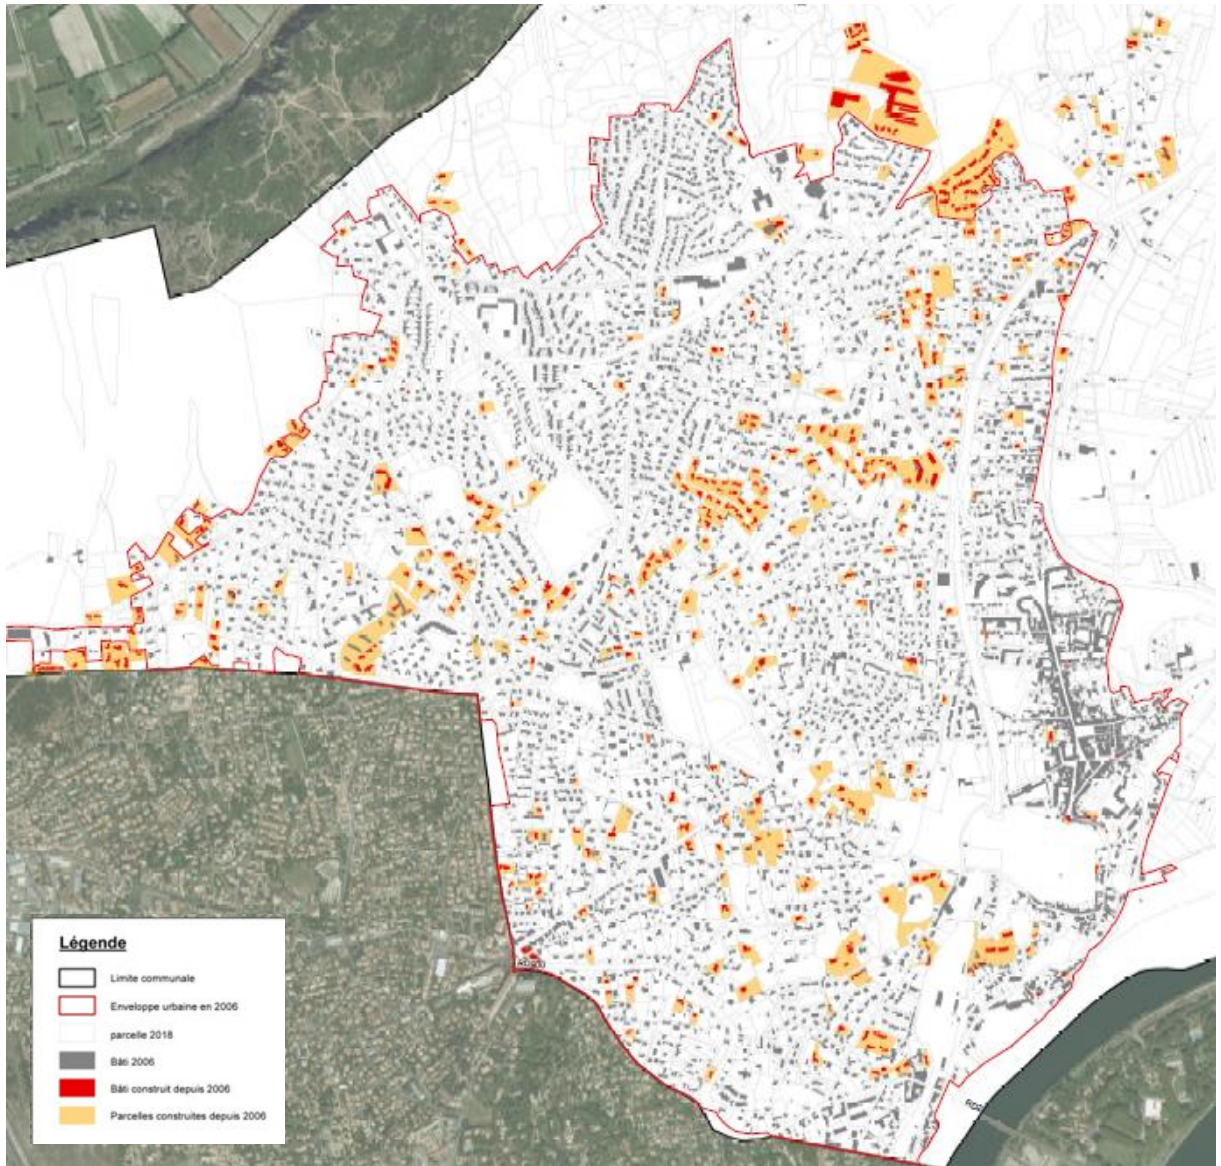 Légende
Limite communale
Enveloppe urbaine en 2006
parcelle 2018
Bâti 2006
Bâti construit depuis 2006
Parcelles construites depuis 2006